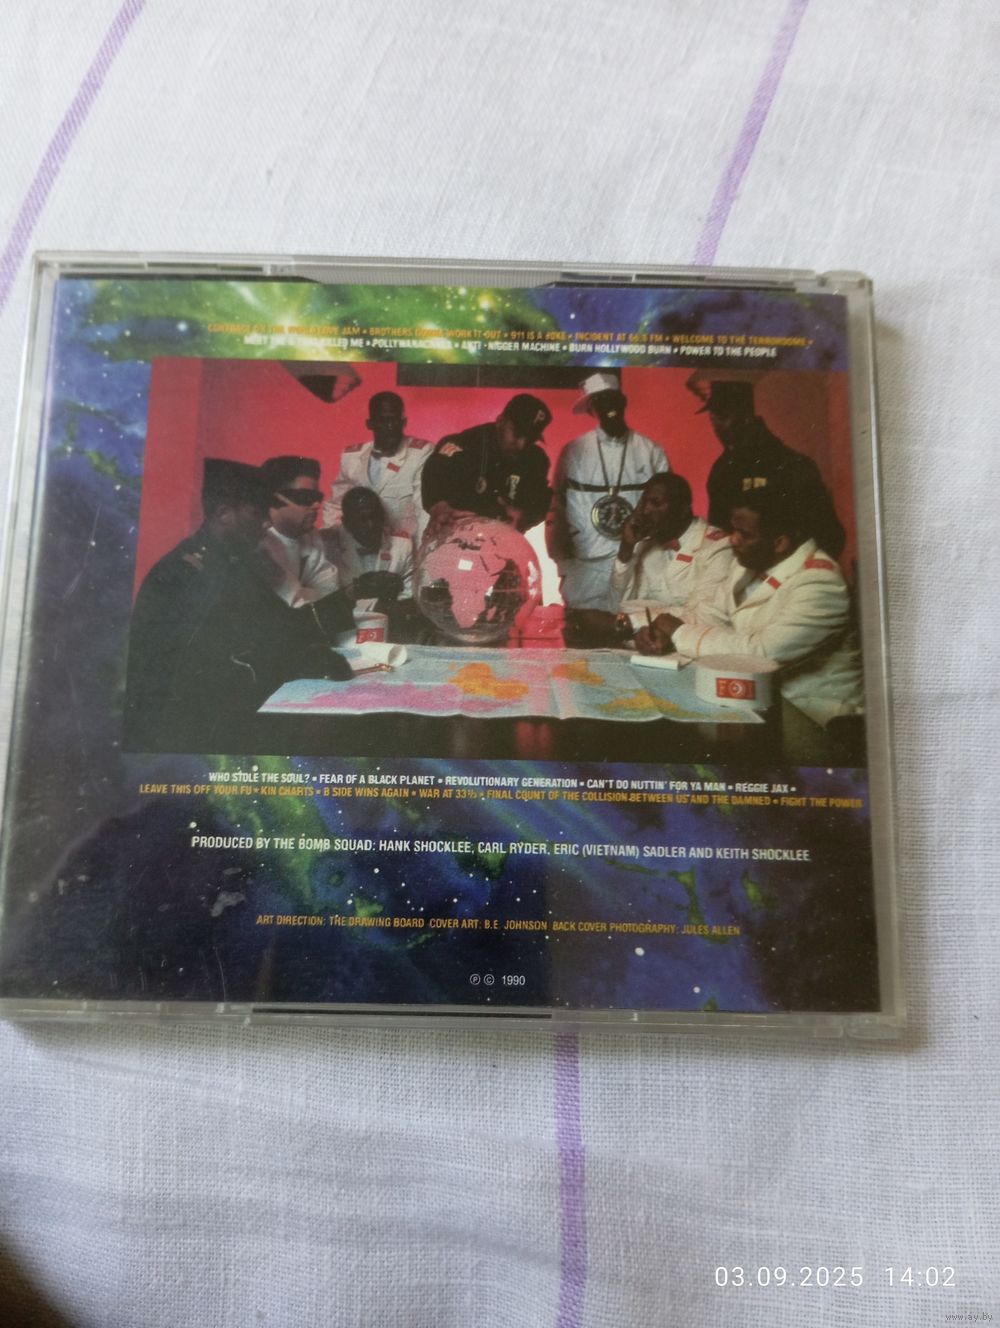 CONTRACT ON THE WORLD LOVE JAM • BROTHERS GONNA WORK IT OUT • 911 IS A JOKE • INCIDENT AT 66.6 FM • WELCOME TO THE TERRORDOME •
MEET THE G THAT KILLED ME • POLLYWANACRAKA • ANTI - NIGGER MACHINE • BURN HOLLYWOOD BURN • POWER TO THE PEOPLE
FOI
WHO STOLE THE SOUL? • FEAR OF A BLACK PLANET • REVOLUTIONARY GENERATION • CAN'T DO NUTTIN' FOR YA MAN • REGGIE JAX •
LEAVE THIS OFF YOUR FU • KIN CHARTS • B SIDE WINS AGAIN • WAR AT 33⅓ • FINAL COUNT OF THE COLLISION BETWEEN US AND THE DAMNED • FIGHT THE POWER
PRODUCED BY THE BOMB SQUAD: HANK SHOCKLEE, CARL RYDER, ERIC (VIETNAM) SADLER AND KEITH SHOCKLEE
ART DIRECTION: THE DRAWING BOARD COVER ART: B.E. JOHNSON BACK COVER PHOTOGRAPHY: JULES ALLEN
℗ © 1990
03.09.2025 14:02
www.ay.by